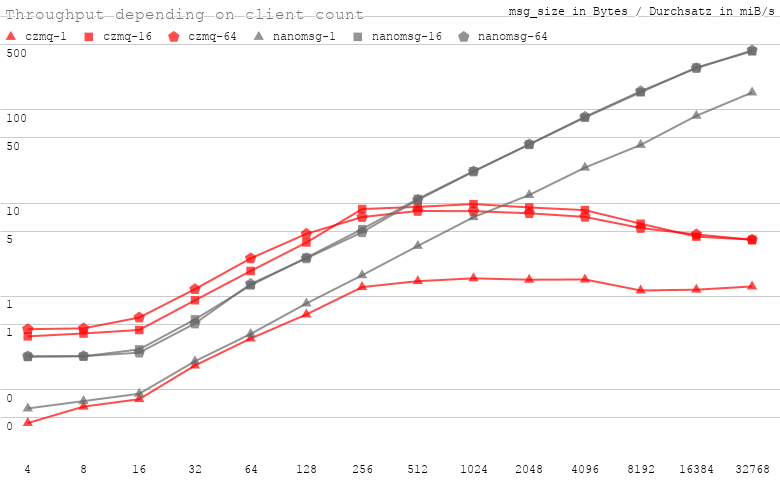 Throughput depending on client count
msg_size in Bytes / Durchsatz in miB/s
czmq-1 czmq-16 czmq-64 nanomsg-1 nanomsg-16 nanomsg-64
500
100
50
10
5
1
1
0
0
4 8 16 32 64 128 256 512 1024 2048 4096 8192 16384 32768